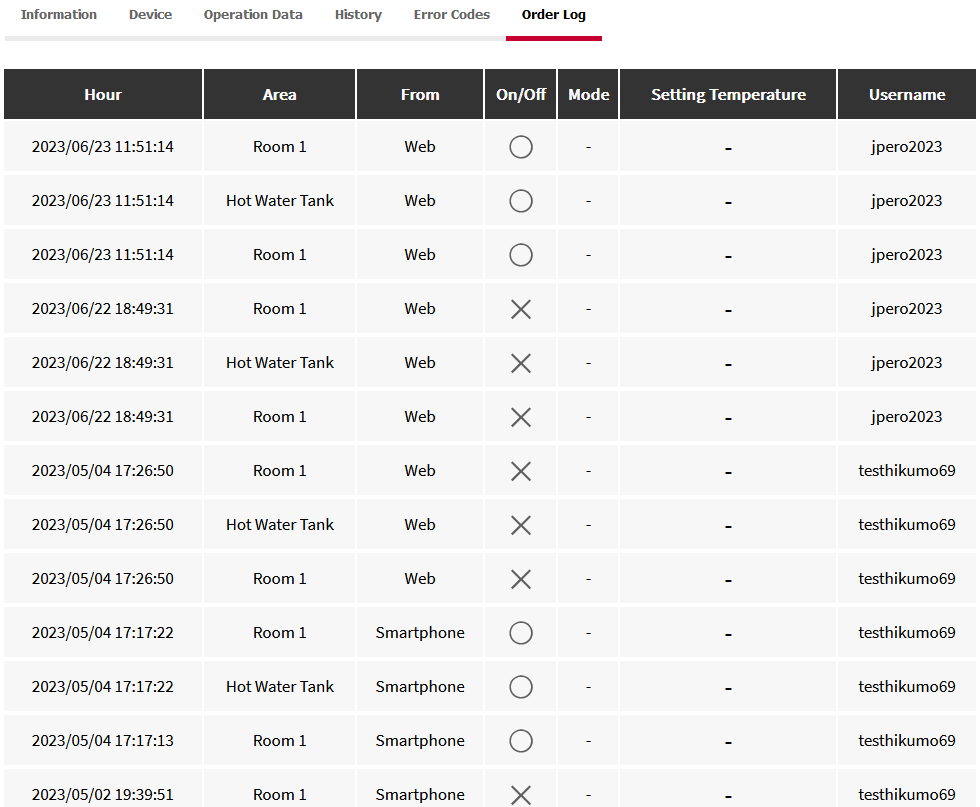 Information Device Operation Data History Error Codes Order Log
Hour Area From On/Off Mode Setting Temperature Username
2023/06/23 11:51:14 Room 1 Web - - jpero2023
2023/06/23 11:51:14 Hot Water Tank Web - - jpero2023
2023/06/23 11:51:14 Room 1 Web - - jpero2023
2023/06/22 18:49:31 Room 1 Web - - jpero2023
2023/06/22 18:49:31 Hot Water Tank Web - - jpero2023
2023/06/22 18:49:31 Room 1 Web - - jpero2023
2023/05/04 17:26:50 Room 1 Web - - testhikumo69
2023/05/04 17:26:50 Hot Water Tank Web - - testhikumo69
2023/05/04 17:26:50 Room 1 Web - - testhikumo69
2023/05/04 17:17:22 Room 1 Smartphone - - testhikumo69
2023/05/04 17:17:22 Hot Water Tank Smartphone - - testhikumo69
2023/05/04 17:17:13 Room 1 Smartphone - - testhikumo69
2023/05/02 19:39:51 Room 1 Smartphone - - testhikumo69